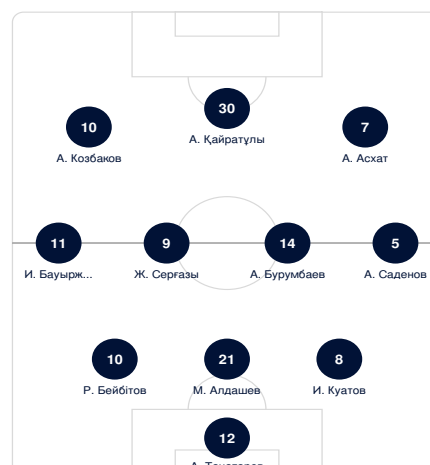 30
10
7
А. Қайратұлы
А. Козбаков
А. Асхат
11
9
14
5
И. Бауырж...
Ж. Серғазы
А. Бурумбаев
А. Саденов
10
21
8
Р. Бейбітов
М. Алдашев
И. Куатов
12